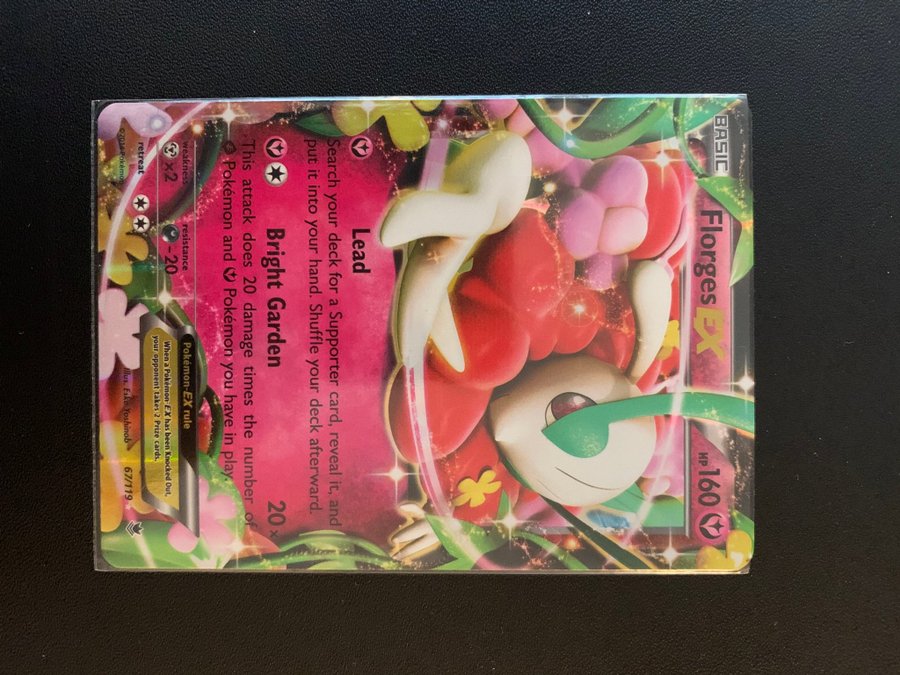 BASIC
Florges EX
HP 160
Lead
Search your deck for a Supporter card, reveal it, and
put it into your hand. Shuffle your deck afterward.
Bright Garden 20×
This attack does 20 damage times the number of
Pokémon and Pokémon you have in play.
weakness
×2
resistance
-20
retreat
Pokémon-EX rule
When a Pokémon-EX has been Knocked Out,
your opponent takes 2 Prize cards.
Illus. Eske Yoshinob
67/119